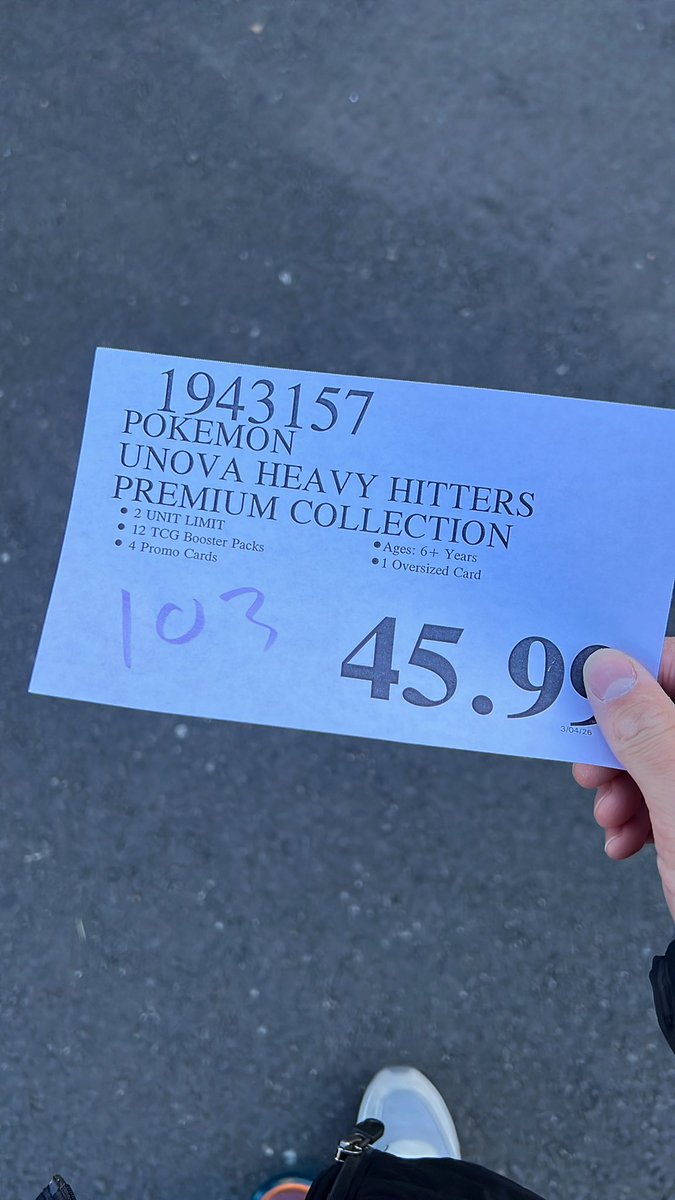 1943157
POKEMON
UNOVA HEAVY HITTERS
PREMIUM COLLECTION
• 2 UNIT LIMIT
• 12 TCG Booster Packs
• 4 Promo Cards
• Ages: 6+ Years
• 1 Oversized Card
103
45.99
3/04/26